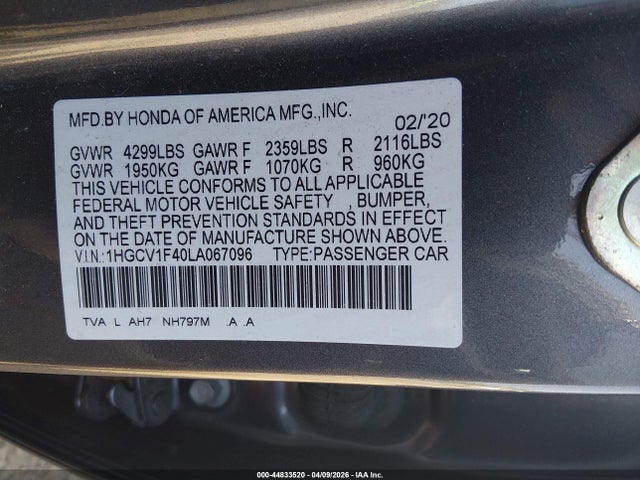 MFD.BY HONDA OF AMERICA MFG.,INC.
02/'20
GVWR 4299LBS GAWR F 2359LBS R 2116LBS
GVWR 1950KG GAWR F 1070KG R 960KG
THIS VEHICLE CONFORMS TO ALL APPLICABLE
FEDERAL MOTOR VEHICLE SAFETY , BUMPER,
AND THEFT PREVENTION STANDARDS IN EFFECT
ON THE DATE OF MANUFACTURE SHOWN ABOVE.
V.I.N.:1HGCV1F40LA067096 TYPE:PASSENGER CAR
TVA L AH7 NH797M .A .A
000-44833520 | 04/09/2026 | IAA Inc.